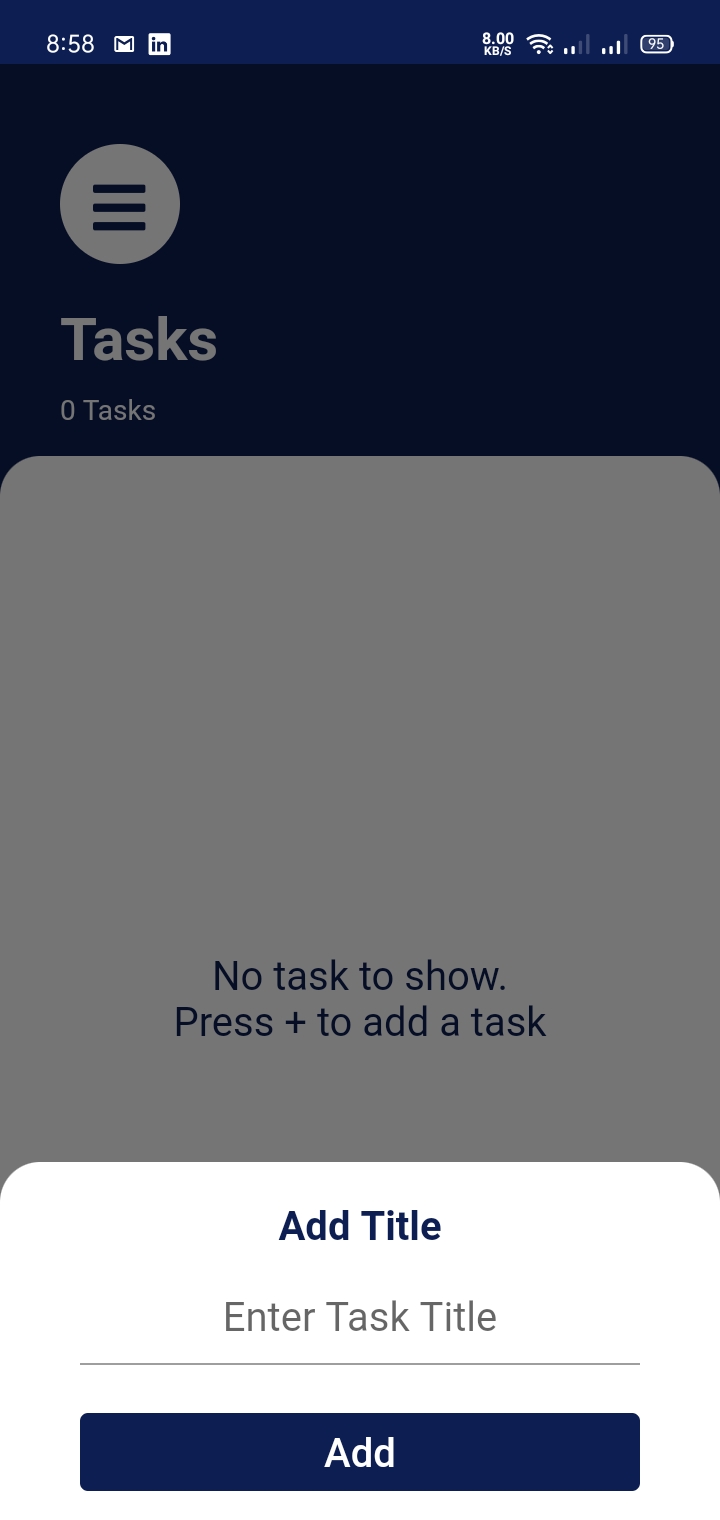 8:58 in 8.00 KB/S 95
Tasks
0 Tasks
No task to show.
Press + to add a task
Add Title
Enter Task Title
Add